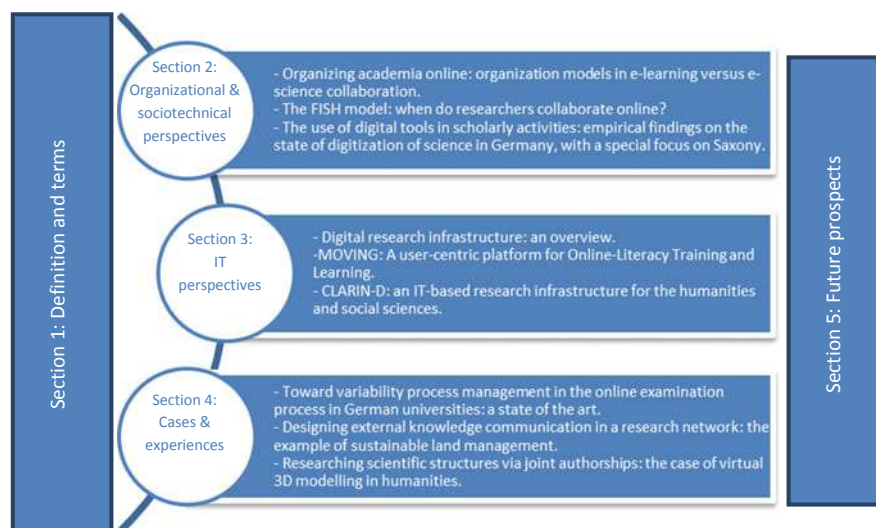 Section 1: Definition and terms
Section 2:
Organizational &
sociotechnical
perspectives
- Organizing academia online: organization models in e-learning versus e-
science collaboration.
- The FISH model: when do researchers collaborate online?
- The use of digital tools in scholarly activities: empirical findings on the
state of digitization of science in Germany, with a special focus on Saxony.
Section 3:
IT
perspectives
- Digital research infrastructure: an overview.
-MOVING: A user-centric platform for Online-Literacy Training and
Learning.
- CLARIN-D: an IT-based research infrastructure for the humanities
and social sciences.
Section 4:
Cases &
experiences
- Toward variability process management in the online examination
process in German universities: a state of the art.
- Designing external knowledge communication in a research network: the
example of sustainable land management.
- Researching scientific structures via joint authorships: the case of virtual
3D modelling in humanities.
Section 5: Future prospects